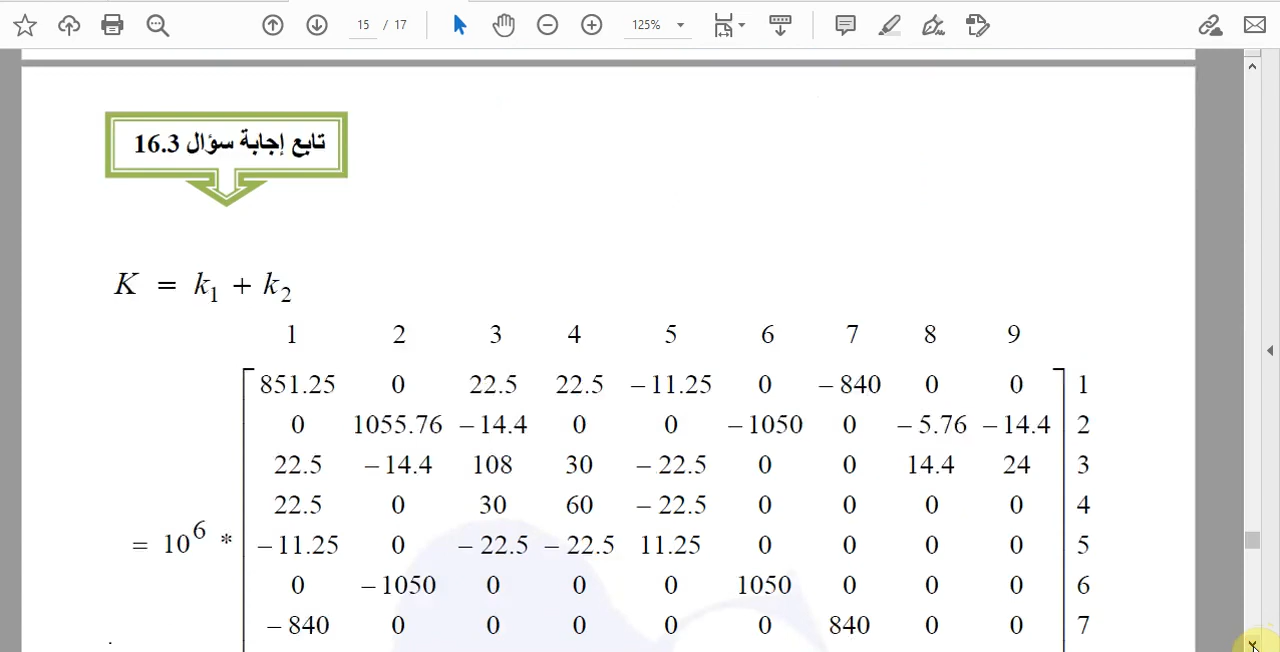 15 / 17 125%
تابع إجابة سؤال 16.3
K = k₁ + k₂
1 2 3 4 5 6 7 8 9
851.25 0 22.5 22.5 −11.25 0 −840 0 0 1
0 1055.76 −14.4 0 0 −1050 0 −5.76 −14.4 2
22.5 −14.4 108 30 −22.5 0 0 14.4 24 3
22.5 0 30 60 −22.5 0 0 0 0 4
= 10⁶ * −11.25 0 −22.5 −22.5 11.25 0 0 0 0 5
0 −1050 0 0 0 1050 0 0 0 6
−840 0 0 0 0 0 840 0 0 7